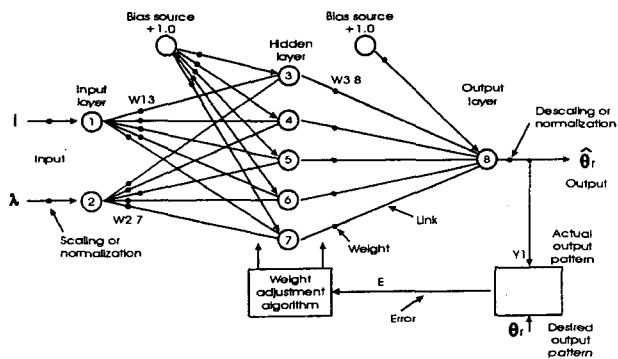 Bias source
+1.0
Bias source
+1.0
Hidden
layer
Input
layer
W13
3
W3 8
Output
layer
Descaling or
normalization
i
1
4
Input
5
8
θ̂r
Output
λ
2
6
W2 7
Scaling or
normalization
7
Link
Weight
Actual
output
pattern
Y1
Weight
adjustment
algorithm
E
Error
θr
Desired
output
pattern